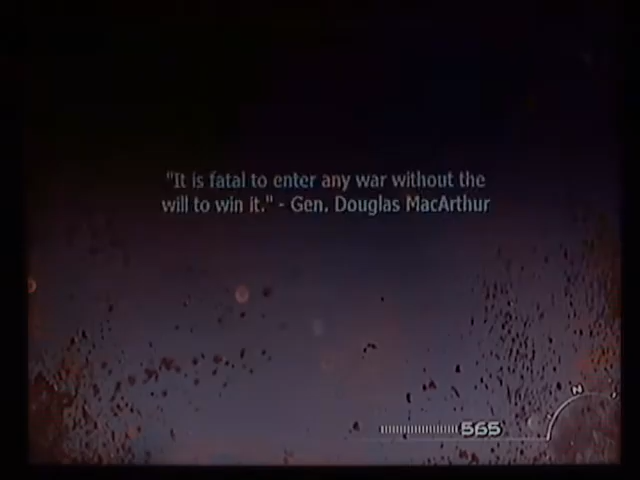 "It is fatal to enter any war without the
will to win it." - Gen. Douglas MacArthur
565
N